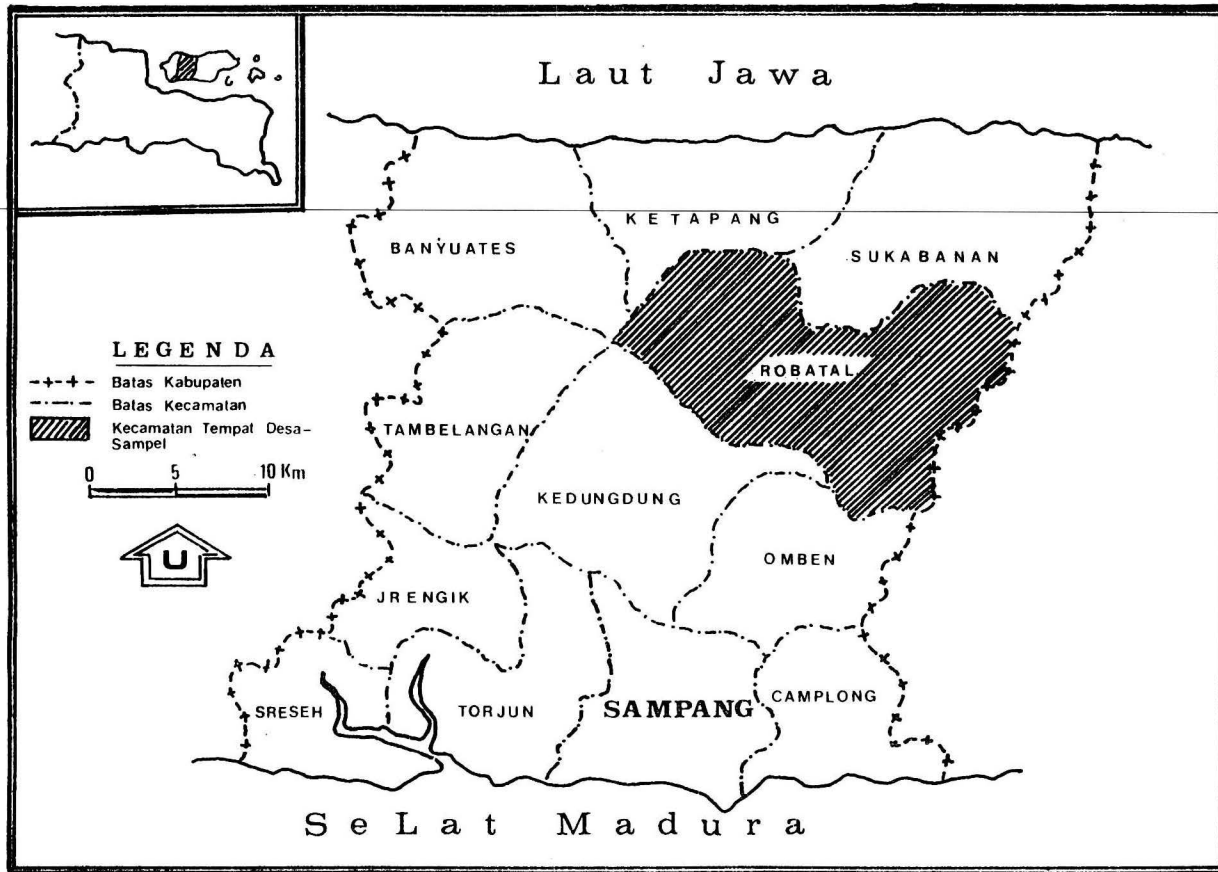 Laut Jawa
KETAPANG
BANYUATES
SUKABANAN
LEGENDA
Batas Kabupaten
Batas Kecamatan
Kecamatan Tempat Desa-
Sampel
0 5 10 Km
U
ROBATAL
TAMBELANGAN
KEDUNGDUNG
OMBEN
JRENGIK
SRESEH
TORJUN
SAMPANG
CAMPLONG
SeLat Madura